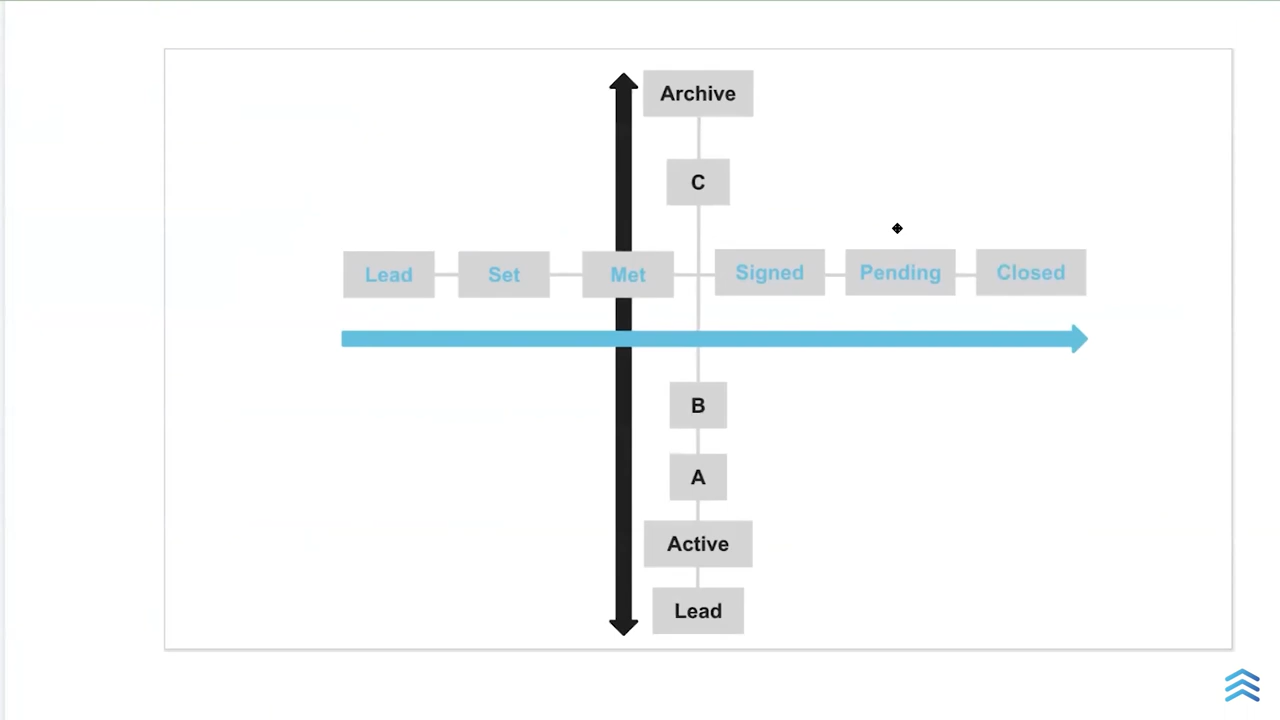 Archive
C
Lead Set Met Signed Pending Closed
B
A
Active
Lead